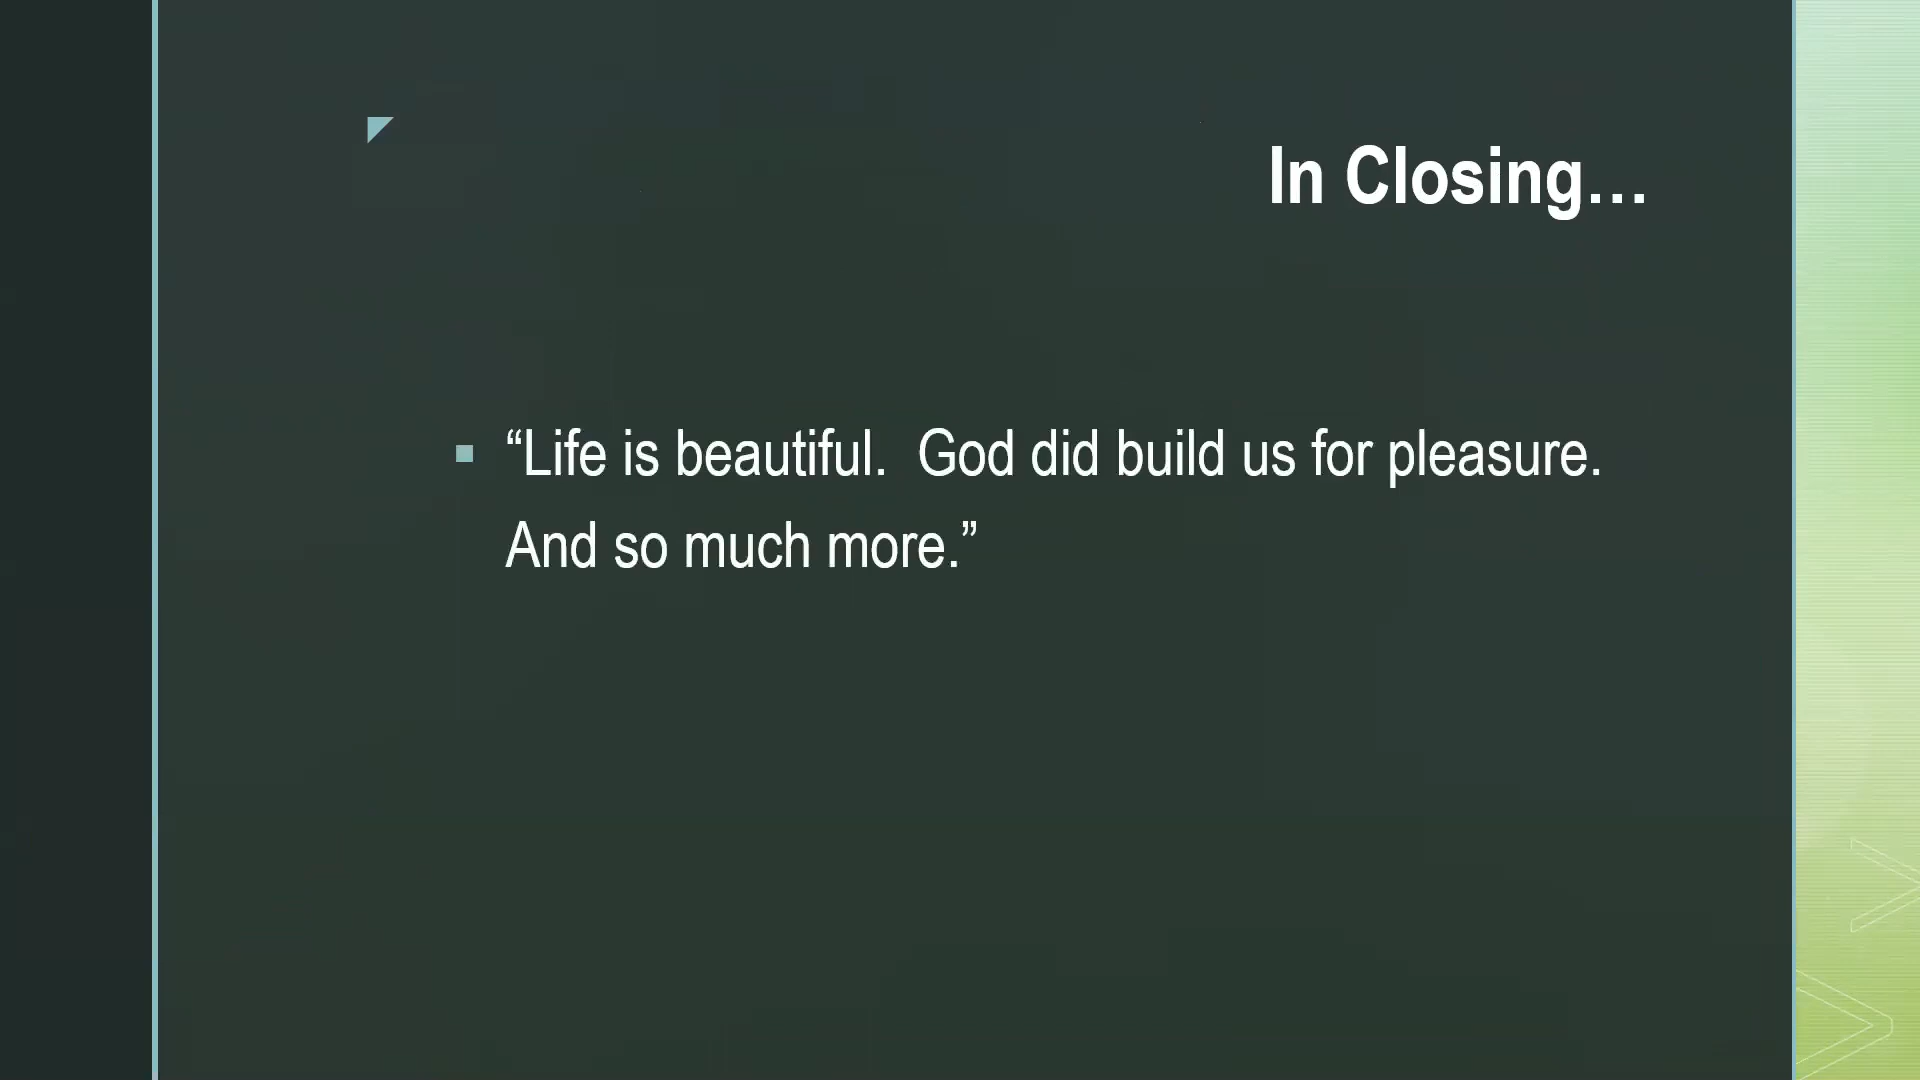 In Closing…
“Life is beautiful.  God did build us for pleasure.
And so much more.”